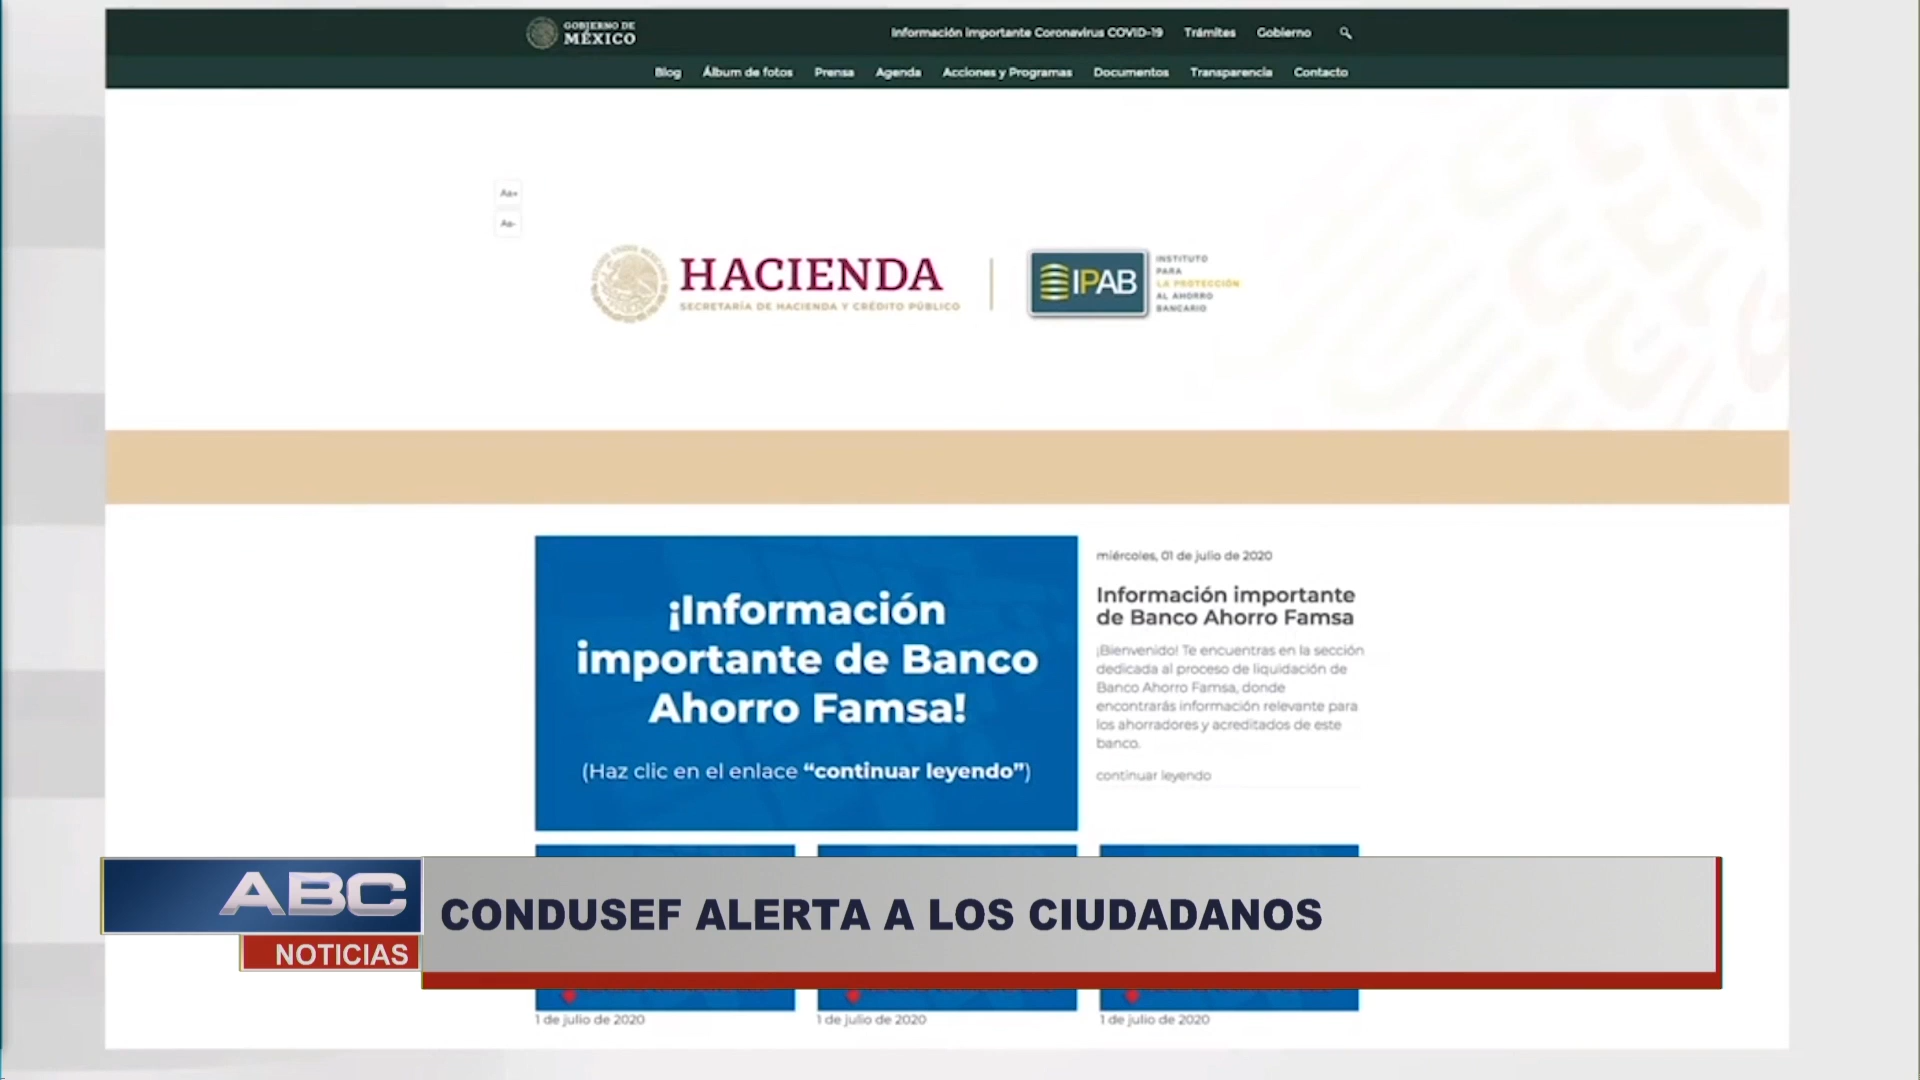 GOBIERNO DE
MÉXICO
Información importante Coronavirus COVID-19 Trámites Gobierno
Blog Álbum de fotos Prensa Agenda Acciones y Programas Documentos Transparencia Contacto
Aa+
Aa-
HACIENDA
SECRETARÍA DE HACIENDA Y CRÉDITO PÚBLICO
IPAB
INSTITUTO
PARA
LA PROTECCIÓN
AL AHORRO
BANCARIO
¡Información
importante de Banco
Ahorro Famsa!
(Haz clic en el enlace “continuar leyendo”)
miércoles, 01 de julio de 2020
Información importante
de Banco Ahorro Famsa
¡Bienvenido! Te encuentras en la sección
dedicada al proceso de liquidación de
Banco Ahorro Famsa, donde
encontrarás información relevante para
los ahorradores y acreditados de este
banco.
continuar leyendo
ABC
NOTICIAS
CONDUSEF ALERTA A LOS CIUDADANOS
1 de julio de 2020
1 de julio de 2020
1 de julio de 2020